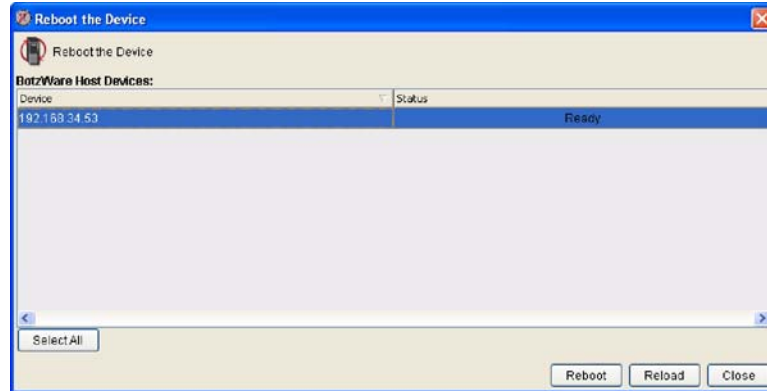 Reboot the Device
Reboot the Device
BotzWare Host Devices:
Device Status
192.168.34.53 Ready
Select All
Reboot Reload Close